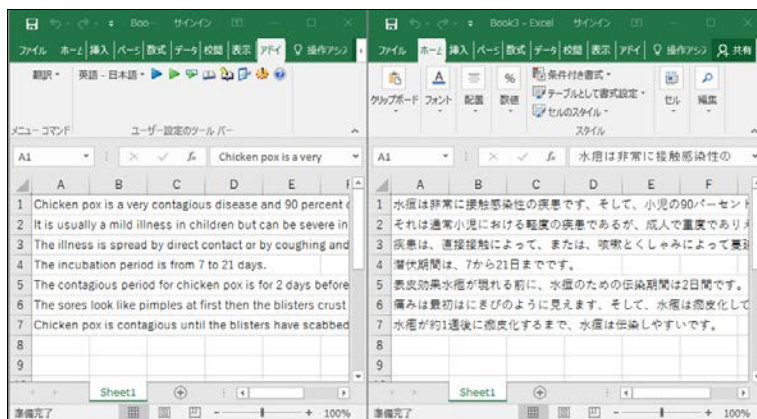 Boo- サインイン
ファイル ホーム 挿入 ページ 数式 データ 校閲 表示 アドイ 操作アシ
翻訳 英語 - 日本語
メニュー コマンド ユーザー設定のツール バー
A1 Chicken pox is a very
A B C D E F
1 Chicken pox is a very contagious disease and 90 percent
2 It is usually a mild illness in children but can be severe in
3 The illness is spread by direct contact or by coughing and
4 The incubation period is from 7 to 21 days.
5 The contagious period for chicken pox is for 2 days before
6 The sores look like pimples at first then the blisters crust
7 Chicken pox is contagious until the blisters have scabbed
8
9
Sheet1
準備完了 100%
Book3 - Excel サインイン
ファイル ホーム 挿入 ページ 数式 データ 校閲 表示 アドイ 操作アシ 共有
クリップボード フォント 配置 数値 条件付き書式 テーブルとして書式設定 セルのスタイル セル 編集
スタイル
A1 水痘は非常に接触感染性の
A B C D E F
1 水痘は非常に接触感染性の疾患です、そして、小児の90パーセント
2 それは通常小児における軽度の疾患であるが、成人で重度でありえ
3 疾患は、直接接触によって、または、咳嗽とくしゃみによって蔓延
4 潜伏期間は、7から21日までです。
5 表皮効果水疱が現れる前に、水痘のための伝染期間は2日間です。
6 痛みは最初はにきびのように見えます、そして、水疱は痂皮化して
7 水疱が約1週後に痂皮化するまで、水痘は伝染しやすいです。
8
9
Sheet1
準備完了 100%